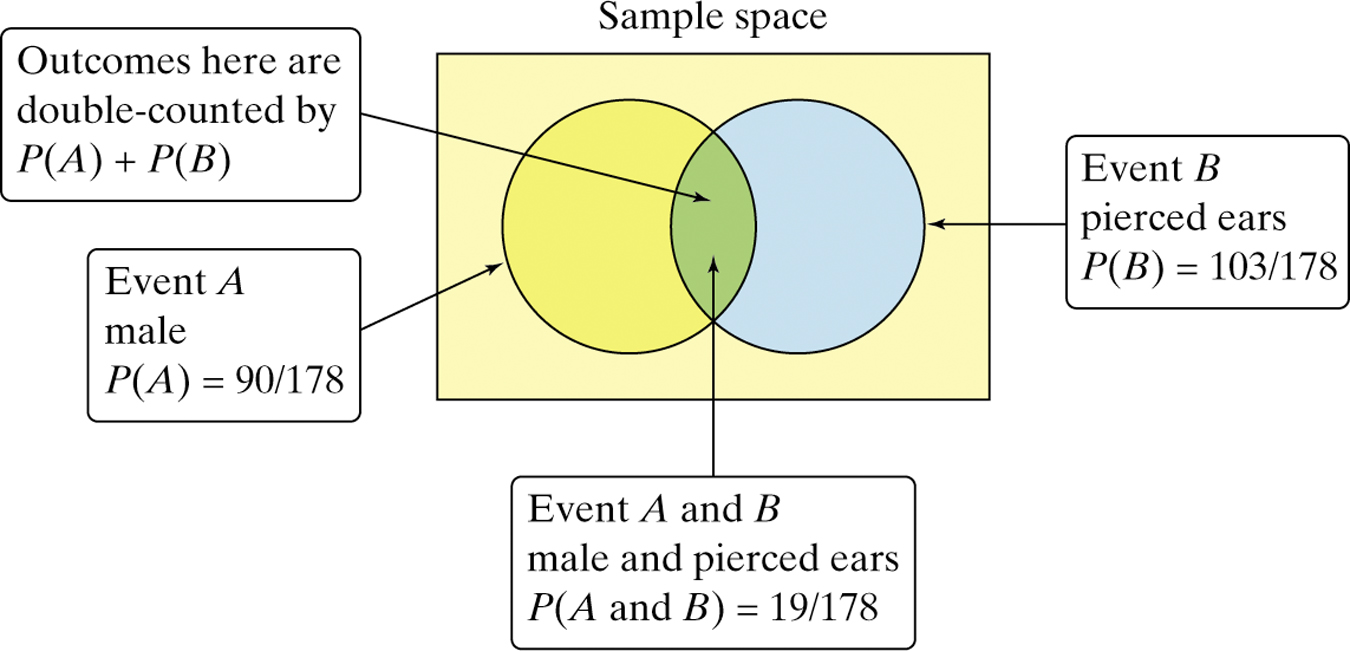 Sample space
Outcomes here are
double-counted by
P(A) + P(B)
Event A
male
P(A) = 90/178
Event B
pierced ears
P(B) = 103/178
Event A and B
male and pierced ears
P(A and B) = 19/178